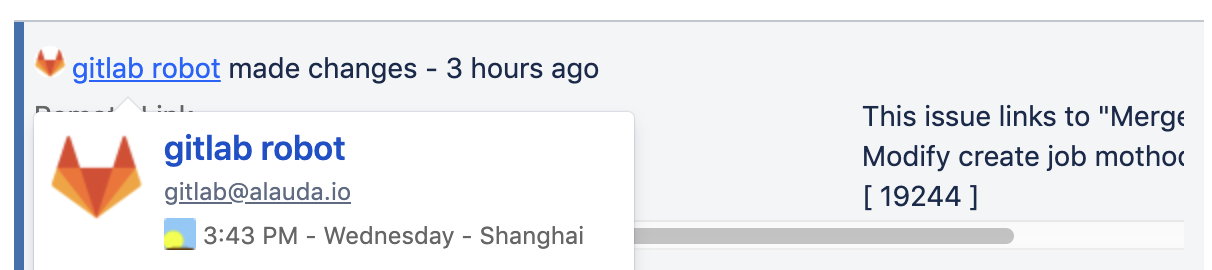 gitlab robot made changes - 3 hours ago
This issue links to "Merge
Modify create job mothod
[ 19244 ]
gitlab robot
gitlab@alauda.io
3:43 PM - Wednesday - Shanghai